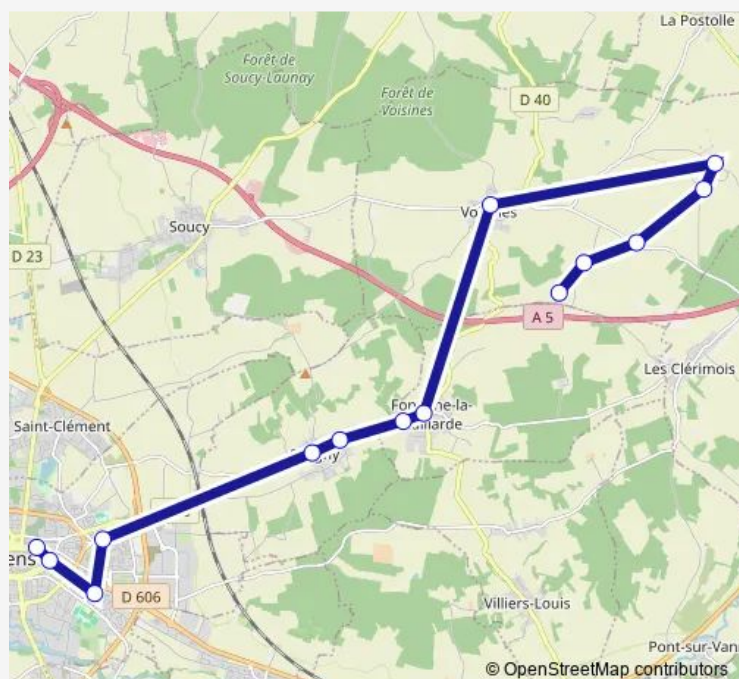 La Postolle
Forêt de
Soucy-Launay
Forêt de
Voisines
D 40
Soucy
D 23
A 5
Les Clérimois
Saint-Clément
D 606
Villiers-Louis
Pont-sur-Van
© OpenStreetMap contributors